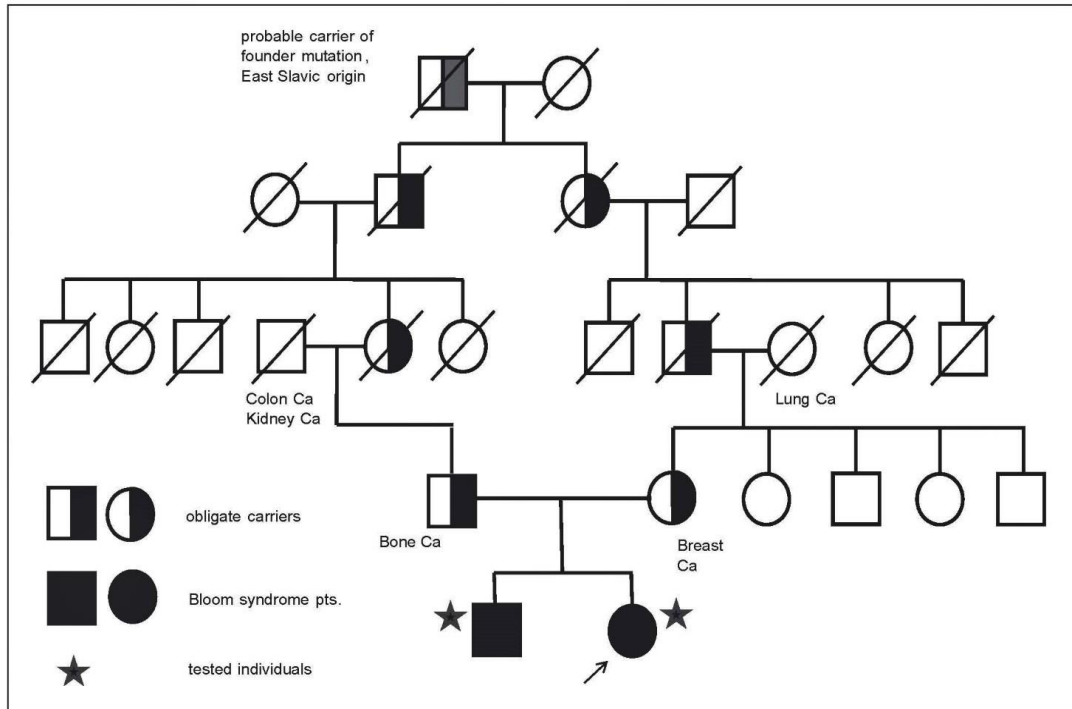 probable carrier of
founder mutation,
East Slavic origin
Colon Ca
Kidney Ca
Lung Ca
obligate carriers
Bone Ca
Breast
Ca
Bloom syndrome pts.
tested individuals